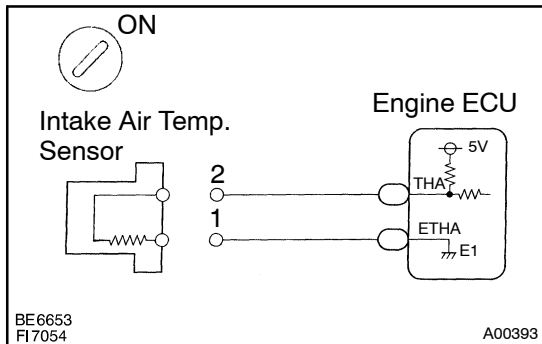 ON
Intake Air Temp.
Sensor
Engine ECU
5V
2
THA
1
ETHA
E1
BE6653
FI7054
A00393